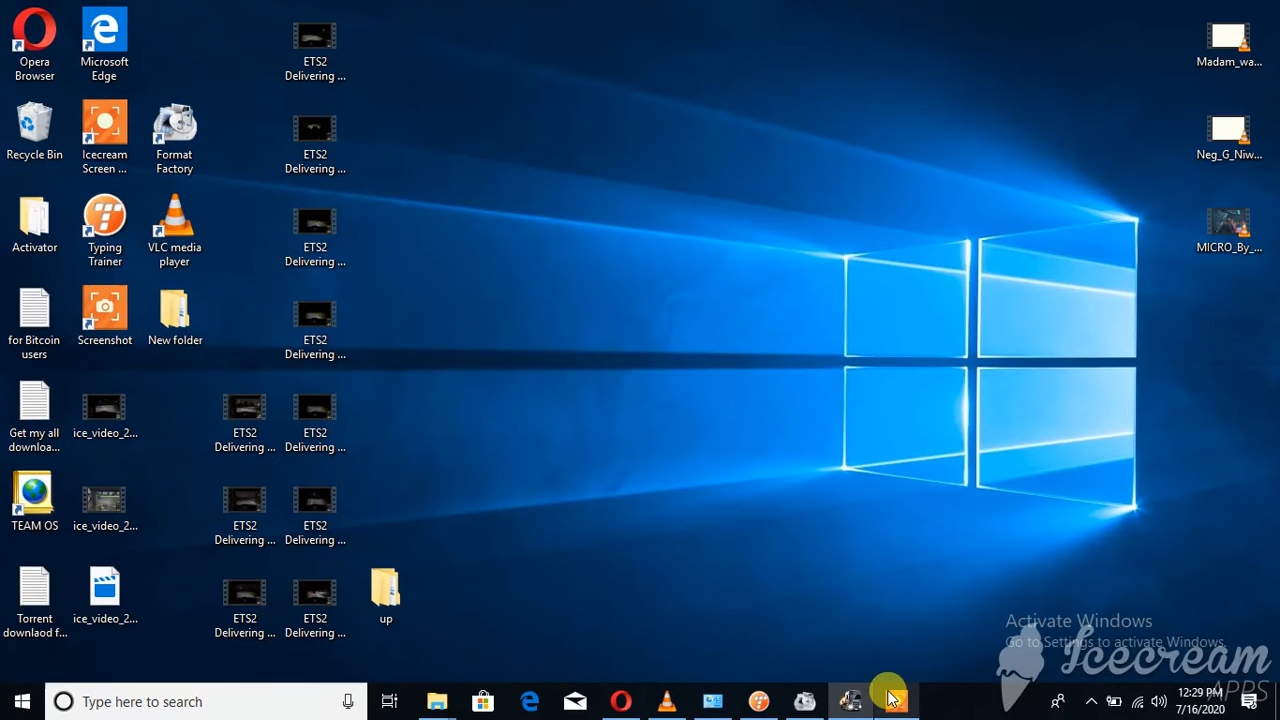 Opera
Browser
Microsoft
Edge
ETS2
Delivering ...
Madam_wa...
Recycle Bin
Icecream
Screen ...
Format
Factory
ETS2
Delivering ...
Neg_G_Niw...
Activator
Typing
Trainer
VLC media
player
ETS2
Delivering ...
MICRO_By_...
for Bitcoin
users
Screenshot
New folder
ETS2
Delivering ...
Get my all
downloa...
ice_video_2...
ETS2
Delivering ...
ETS2
Delivering ...
TEAM OS
ice_video_2...
ETS2
Delivering ...
ETS2
Delivering ...
Torrent
downlaod f...
ice_video_2...
ETS2
Delivering ...
ETS2
Delivering ...
up
Activate Windows
Go to Settings to activate Windows.
Icecream
APPS
Type here to search
:29 PM
7/16/2020